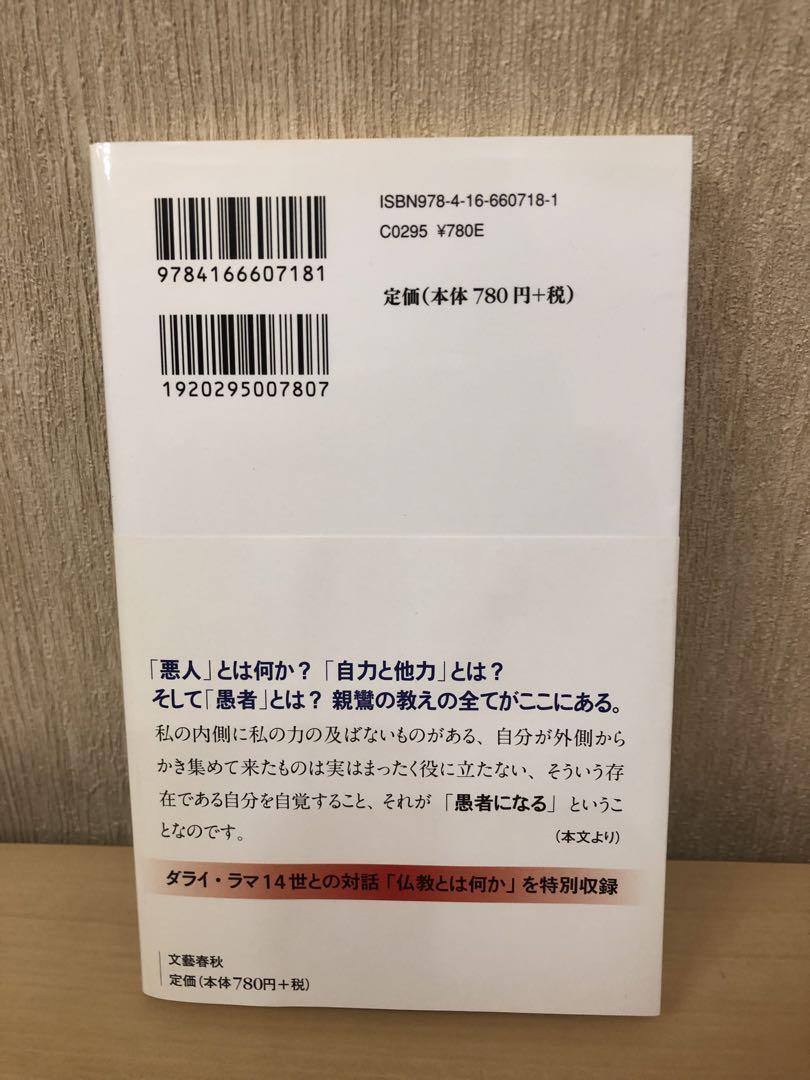 ISBN978-4-16-660718-1
C0295 ¥780E
9784166607181
定価(本体780円+税)
1920295007807
「悪人」とは何か?「自力と他力」とは?
そして「愚者」とは? 親鸞の教えの全てがここにある。
私の内側に私の力の及ばないものがある、自分が外側から
かき集めて来たものは実はまったく役に立たない、そういう存
在である自分を自覚すること、それが「愚者になる」というこ
となのです。 (本文より)
ダライ・ラマ14世との対話「仏教とは何か」を特別収録
文藝春秋
定価(本体780円+税)